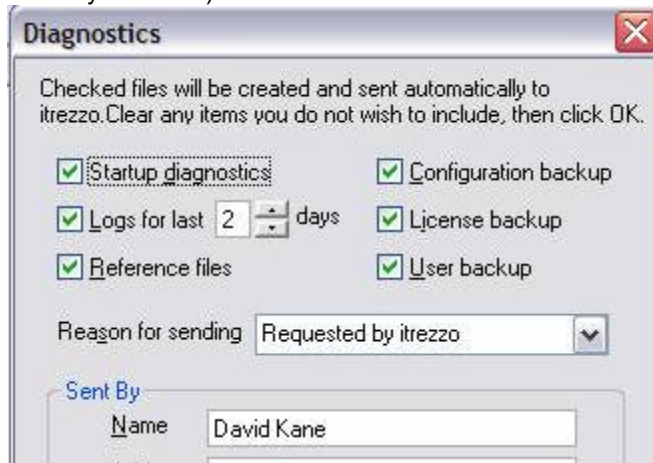 Diagnostics
Checked files will be created and sent automatically to
itrezzo.Clear any items you do not wish to include, then click OK.
Startup diagnostics
Configuration backup
Logs for last 2 days
License backup
Reference files
User backup
Reason for sending Requested by itrezzo
Sent By
Name David Kane